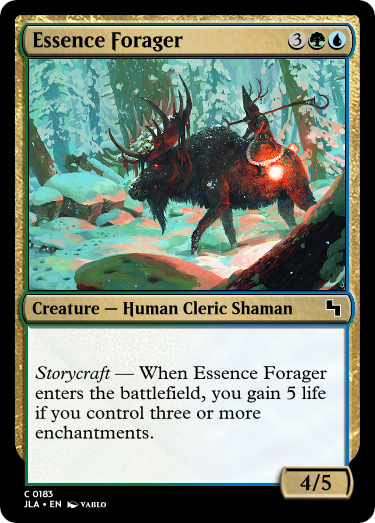 Essence Forager 3
Creature — Human Cleric Shaman
Storycraft — When Essence Forager
enters the battlefield, you gain 5 life
if you control three or more
enchantments.
4/5
C 0183
JLA • EN VABLO